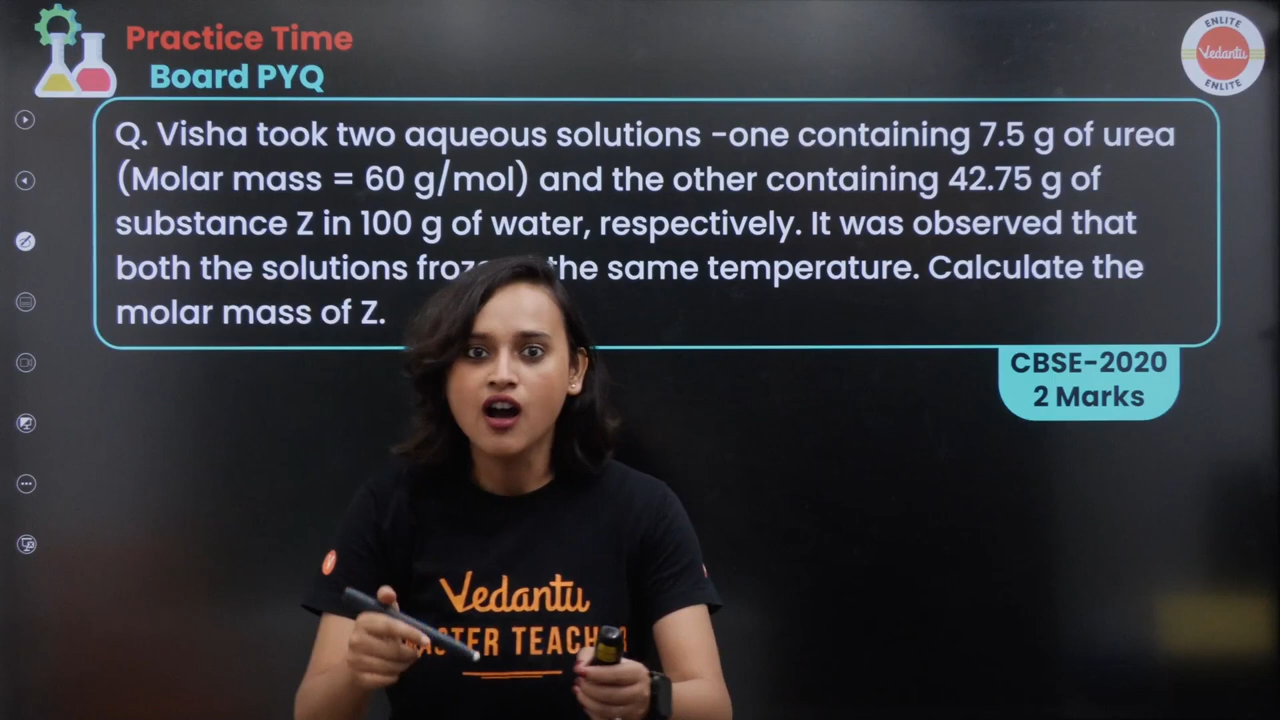 Practice Time
Board PYQ
ENLITE
Vedantu
ENLITE
Q. Visha took two aqueous solutions -one containing 7.5 g of urea
(Molar mass = 60 g/mol) and the other containing 42.75 g of
substance Z in 100 g of water, respectively. It was observed that
both the solutions the same temperature. Calculate the
molar mass of Z.
CBSE-2020
2 Marks
Vedantu
MASTER TEACHER